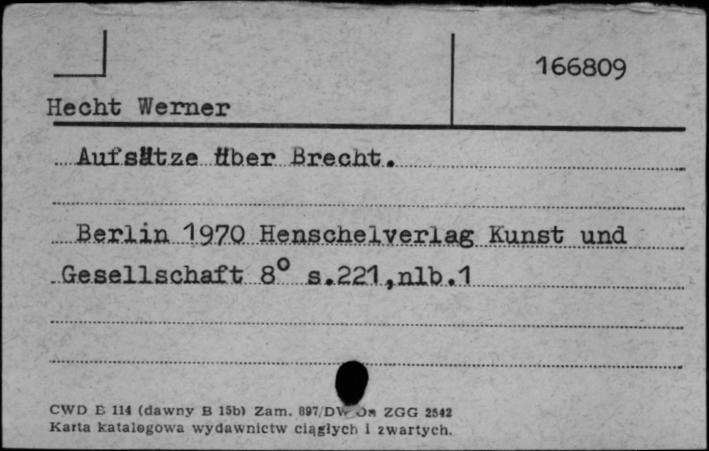 166809
Hecht Werner
Aufsätze über Brecht.
Berlin 1970 Henschelverlag Kunst und
Gesellschaft 8° s.221,nlb.1
CWD E 114 (dawny B 15b) Zam. 897/DW ZGG 2542
Karta katalogowa wydawnictw ciągłych i zwartych.